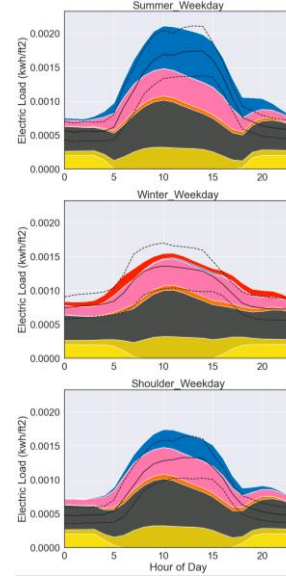 Summer_Weekday
Electric Load (kwh/ft2)
0.0020
0.0015
0.0010
0.0005
0.0000
0 5 10 15 20
Winter_Weekday
Electric Load (kwh/ft2)
0.0020
0.0015
0.0010
0.0005
0.0000
0 5 10 15 20
Shoulder_Weekday
Electric Load (kwh/ft2)
0.0020
0.0015
0.0010
0.0005
0.0000
0 5 10 15 20
Hour of Day